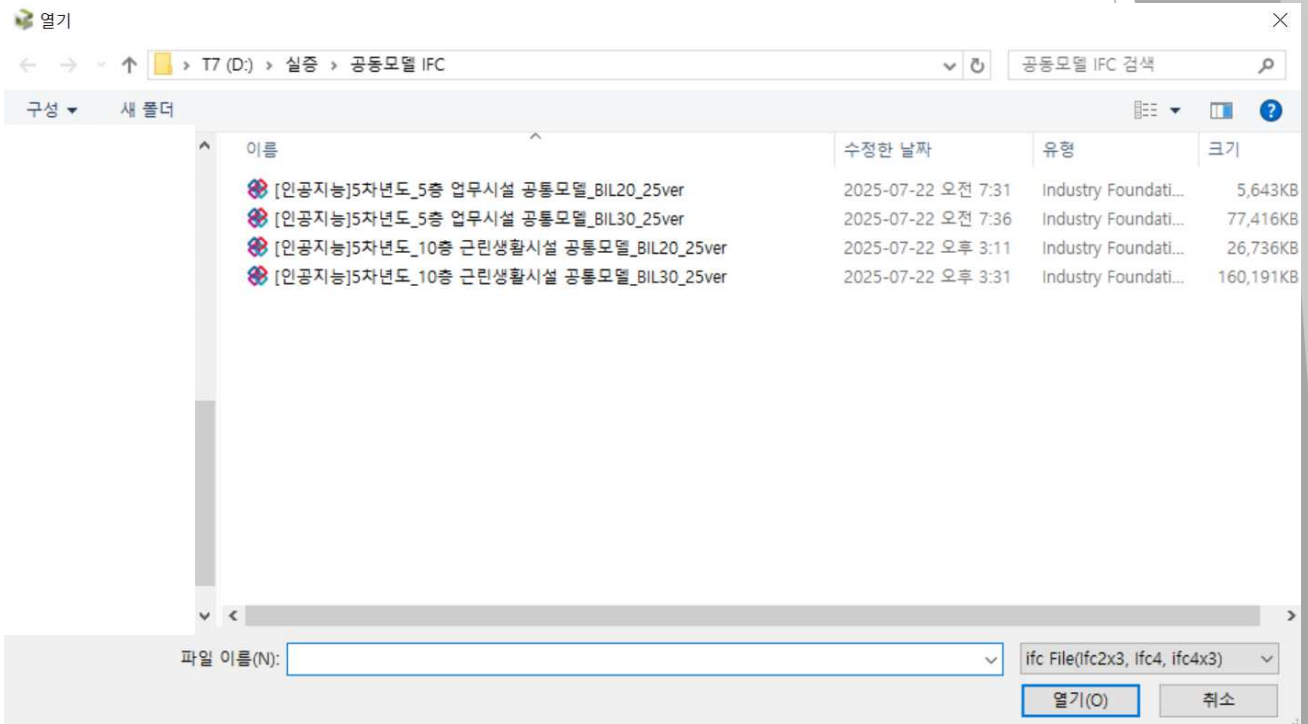 열기
T7 (D:) › 실증 › 공동모델 IFC
공동모델 IFC 검색
구성
새 폴더
이름 수정한 날짜 유형 크기
[인공지능]5차년도_5층 업무시설 공통모델_BIL20_25ver 2025-07-22 오전 7:31 Industry Foundati... 5,643KB
[인공지능]5차년도_5층 업무시설 공통모델_BIL30_25ver 2025-07-22 오전 7:36 Industry Foundati... 77,416KB
[인공지능]5차년도_10층 근린생활시설 공통모델_BIL20_25ver 2025-07-22 오후 3:11 Industry Foundati... 26,736KB
[인공지능]5차년도_10층 근린생활시설 공통모델_BIL30_25ver 2025-07-22 오후 3:31 Industry Foundati... 160,191KB
파일 이름(N):
ifc File(Ifc2x3, Ifc4, ifc4x3)
열기(O)
취소